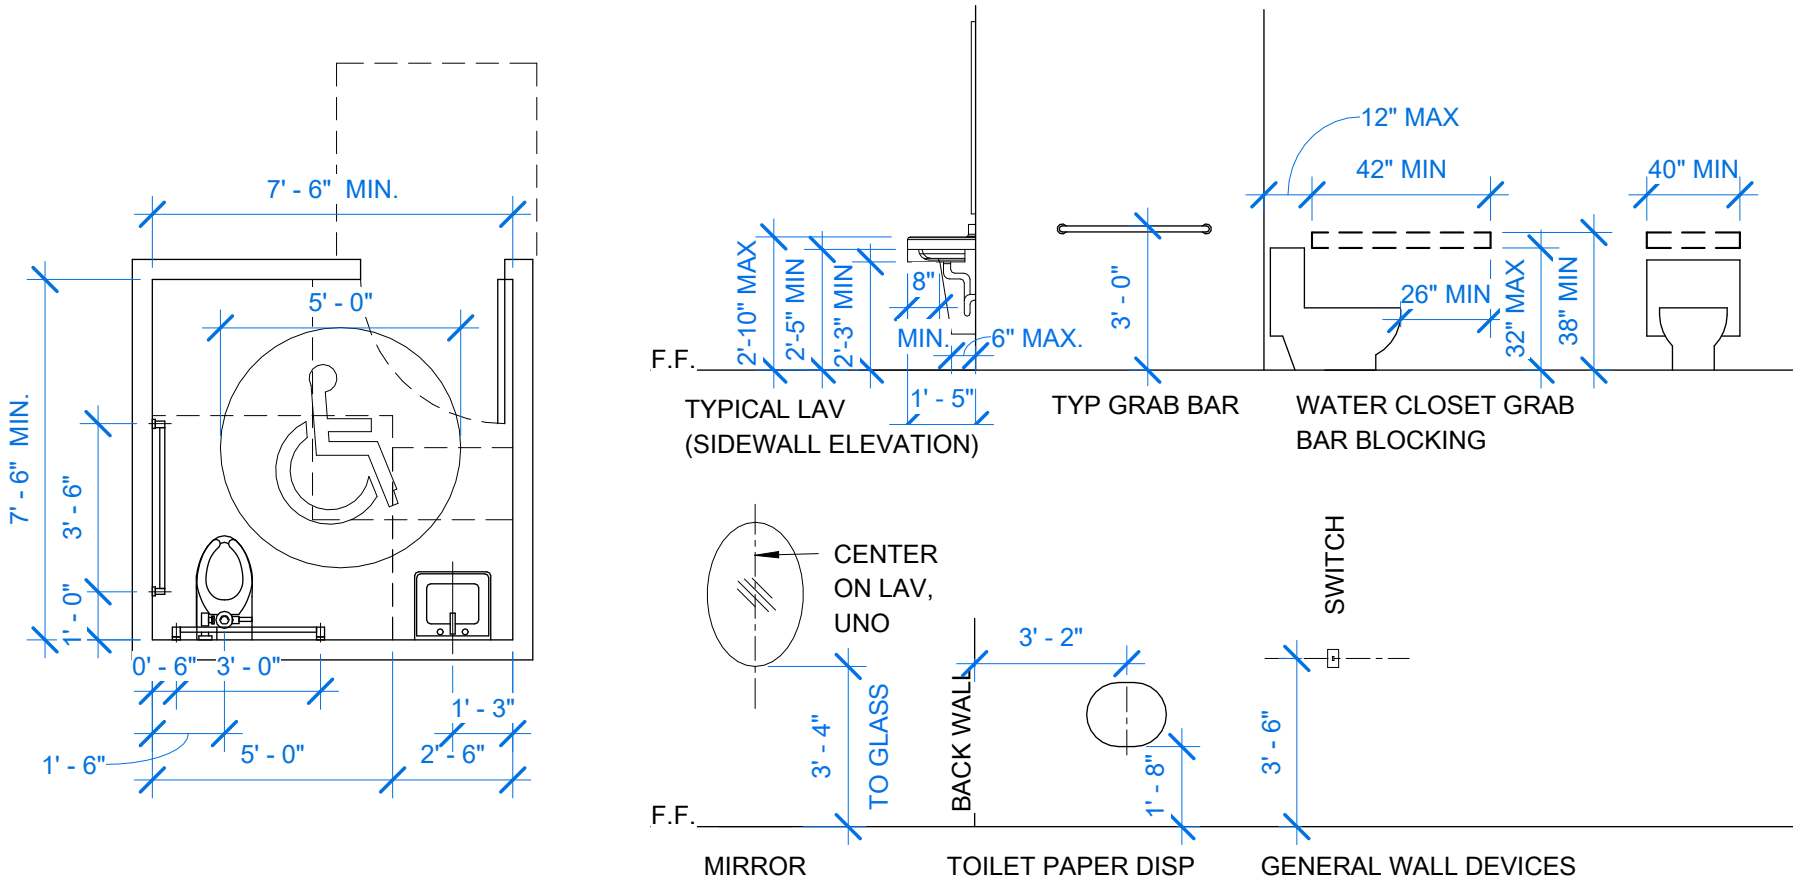 7' - 6"  MIN.
5' - 0"
7' - 6"  MIN.
3' - 6"
1' - 0"
0' - 6"
3' - 0"
1' - 3"
1' - 6"
5' - 0"
2' - 6"
12" MAX
42" MIN
40" MIN
2'-10" MAX
2'-5" MIN
2'-3" MIN
8"
MIN.
6" MAX.
3' - 0"
26" MIN
32" MAX
38" MIN
F.F.
1' - 5"
TYPICAL LAV
(SIDEWALL ELEVATION)
TYP GRAB BAR
WATER CLOSET GRAB
BAR BLOCKING
CENTER
ON LAV,
UNO
SWITCH
3' - 2"
3' - 4"
TO GLASS
BACK WALL
1' - 8"
3' - 6"
F.F.
MIRROR
TOILET PAPER DISP
GENERAL WALL DEVICES